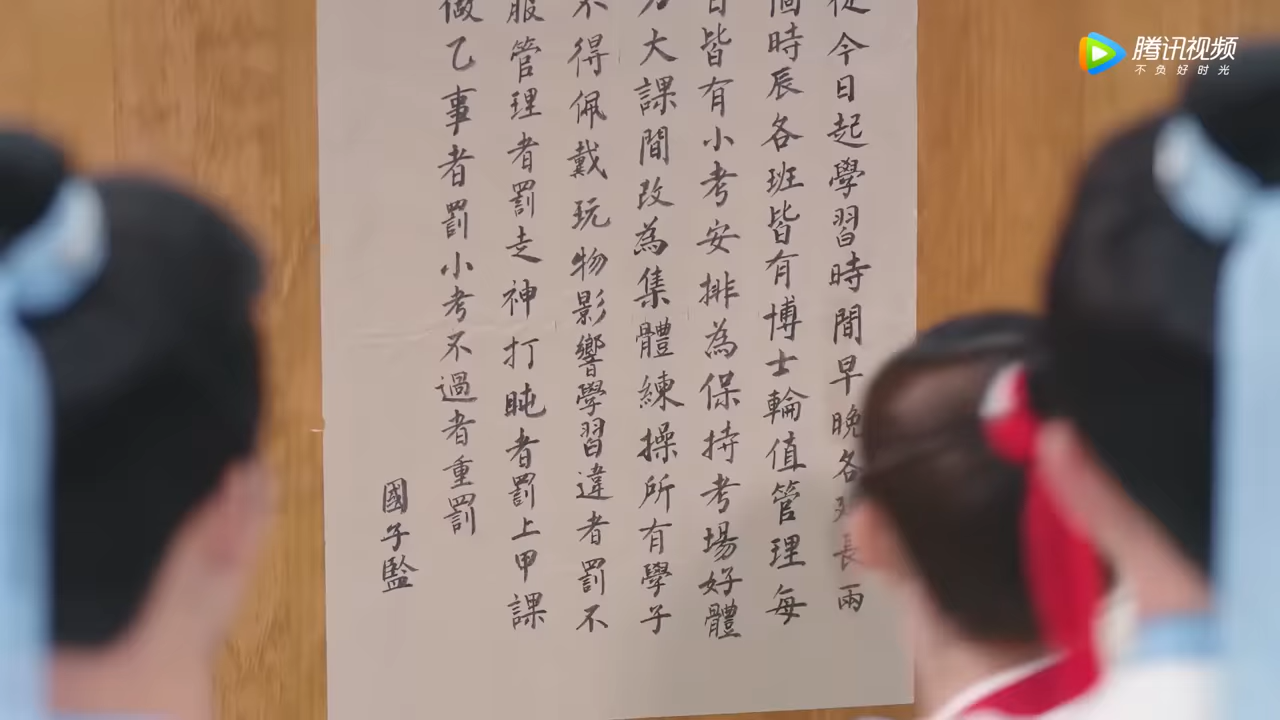 從今日起學習時間早晚各延長兩
個時辰各班皆有博士輪值管理每
日皆有小考安排為保持考場好體
力大課間改為集體練操所有學子
不得佩戴玩物影響學習違者罰不
服管理者罰走神打盹者罰上甲課
做乙事者罰小考不過者重罰
國子監
腾讯视频
不负好时光